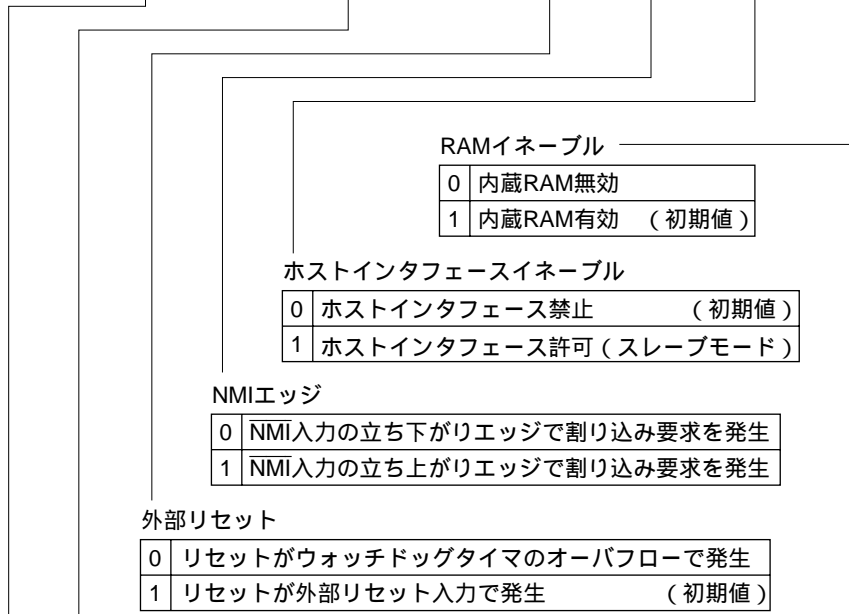 RAMイネーブル
0 内蔵RAM無効
1 内蔵RAM有効 (初期値)
ホストインタフェースイネーブル
0 ホストインタフェース禁止 (初期値)
1 ホストインタフェース許可(スレーブモード)
NMIエッジ
0 NMI入力の立ち下がりエッジで割り込み要求を発生
1 NMI入力の立ち上がりエッジで割り込み要求を発生
外部リセット
0 リセットがウォッチドッグタイマのオーバフローで発生
1 リセットが外部リセット入力で発生 (初期値)